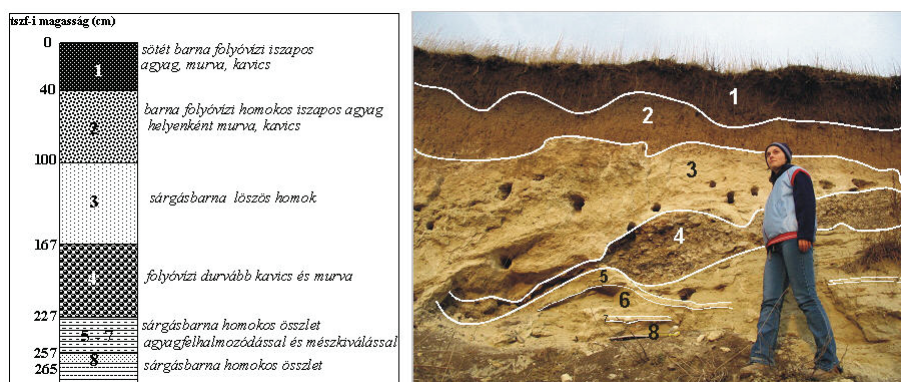 tszf-i magasság (cm)
0
sötét barna folyóvízi iszapos
agyag, murva, kavics
1
40
barna folyóvízi homokos iszapos agyag
helyenként murva, kavics
2
100
3
sárgásbarna löszös homok
167
4
folyóvízi durvább kavics és murva
227
sárgásbarna homokos összlet
5 - 7
agyagfelhalmozódással és mészkiválással
257
8
sárgásbarna homokos összlet
265
1
2
3
4
5
6
8